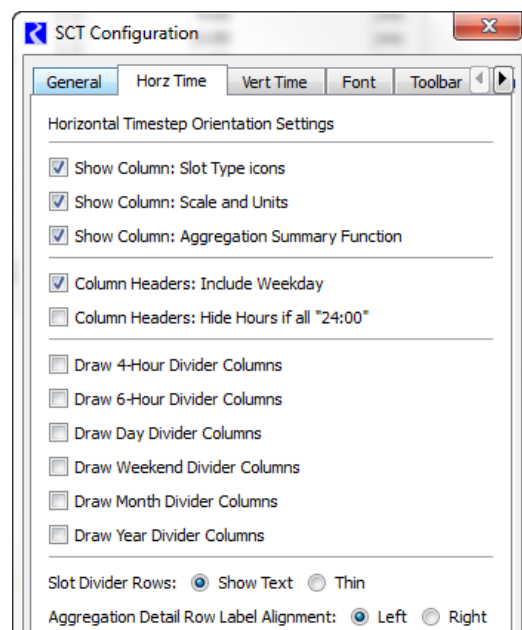 SCT Configuration
General Horz Time Vert Time Font Toolbar
Horizontal Timestep Orientation Settings
Show Column: Slot Type icons
Show Column: Scale and Units
Show Column: Aggregation Summary Function
Column Headers: Include Weekday
Column Headers: Hide Hours if all "24:00"
Draw 4-Hour Divider Columns
Draw 6-Hour Divider Columns
Draw Day Divider Columns
Draw Weekend Divider Columns
Draw Month Divider Columns
Draw Year Divider Columns
Slot Divider Rows: Show Text Thin
Aggregation Detail Row Label Alignment: Left Right